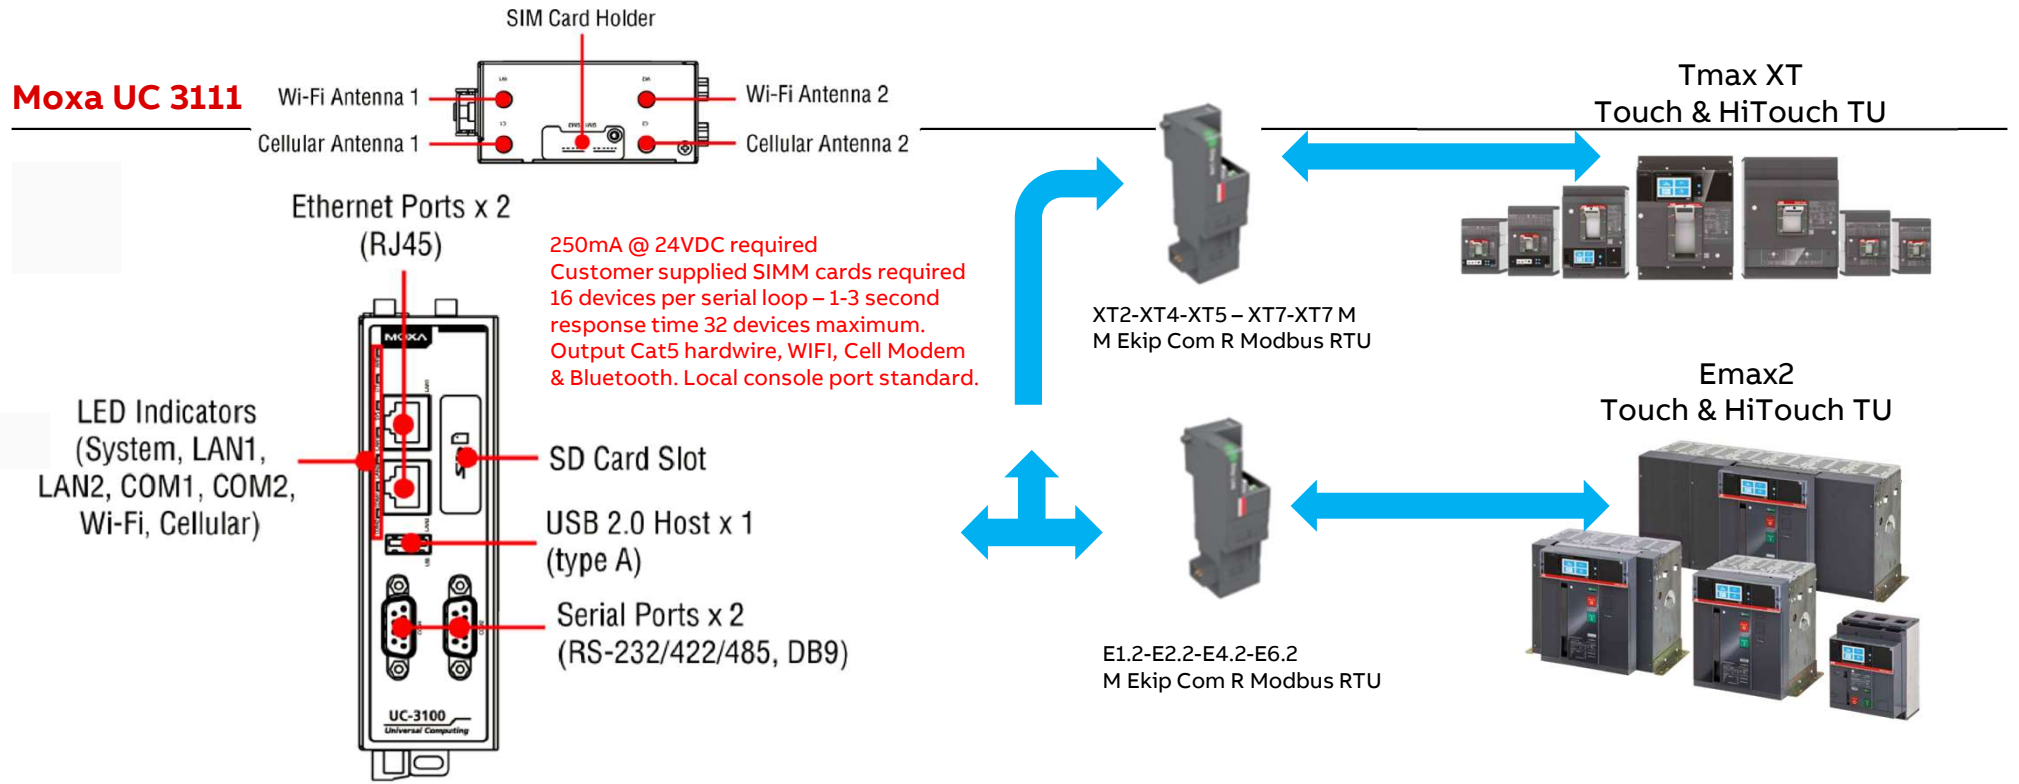 SIM Card Holder
Moxa UC 3111
Wi-Fi Antenna 1
Wi-Fi Antenna 2
Cellular Antenna 1
Cellular Antenna 2
Ethernet Ports x 2
(RJ45)
250mA @ 24VDC required
Customer supplied SIMM cards required
16 devices per serial loop – 1-3 second
response time 32 devices maximum.
Output Cat5 hardwire, WIFI, Cell Modem
& Bluetooth. Local console port standard.
MOXA
LAN1
LED Indicators
(System, LAN1,
LAN2, COM1, COM2,
Wi-Fi, Cellular)
SD Card Slot
LAN2
USB 2.0 Host x 1
(type A)
USB
Serial Ports x 2
(RS-232/422/485, DB9)
UC-3100
Universal Computing
Tmax XT
Touch & HiTouch TU
XT2-XT4-XT5 – XT7-XT7 M
M Ekip Com R Modbus RTU
Emax2
Touch & HiTouch TU
E1.2-E2.2-E4.2-E6.2
M Ekip Com R Modbus RTU